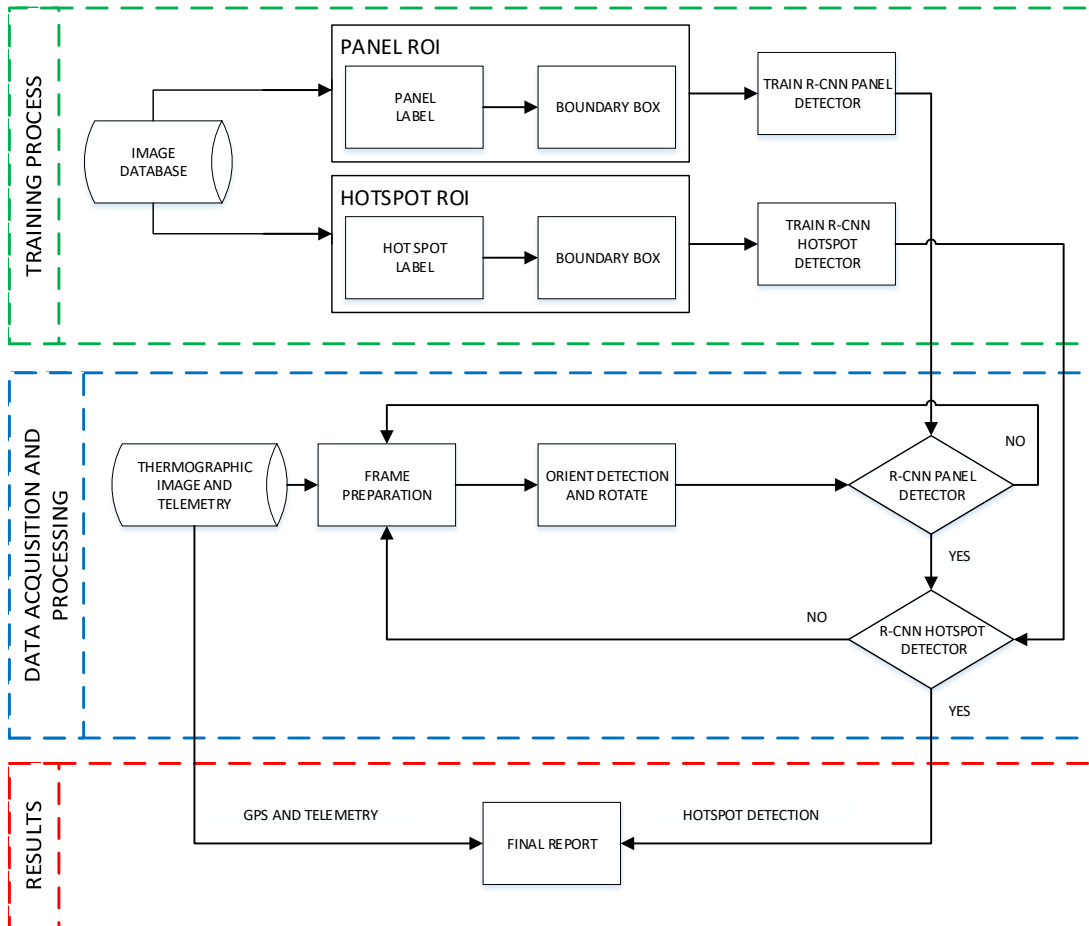 TRAINING PROCESS
PANEL ROI
PANEL
LABEL
BOUNDARY BOX
TRAIN R-CNN PANEL
DETECTOR
IMAGE
DATABASE
HOTSPOT ROI
HOT SPOT
LABEL
BOUNDARY BOX
TRAIN R-CNN
HOTSPOT
DETECTOR
DATA ACQUISITION AND
PROCESSING
THERMOGRAPHIC
IMAGE AND
TELEMETRY
FRAME
PREPARATION
ORIENT DETECTION
AND ROTATE
R-CNN PANEL
DETECTOR
NO
YES
NO
R-CNN HOTSPOT
DETECTOR
YES
RESULTS
GPS AND TELEMETRY
FINAL REPORT
HOTSPOT DETECTION